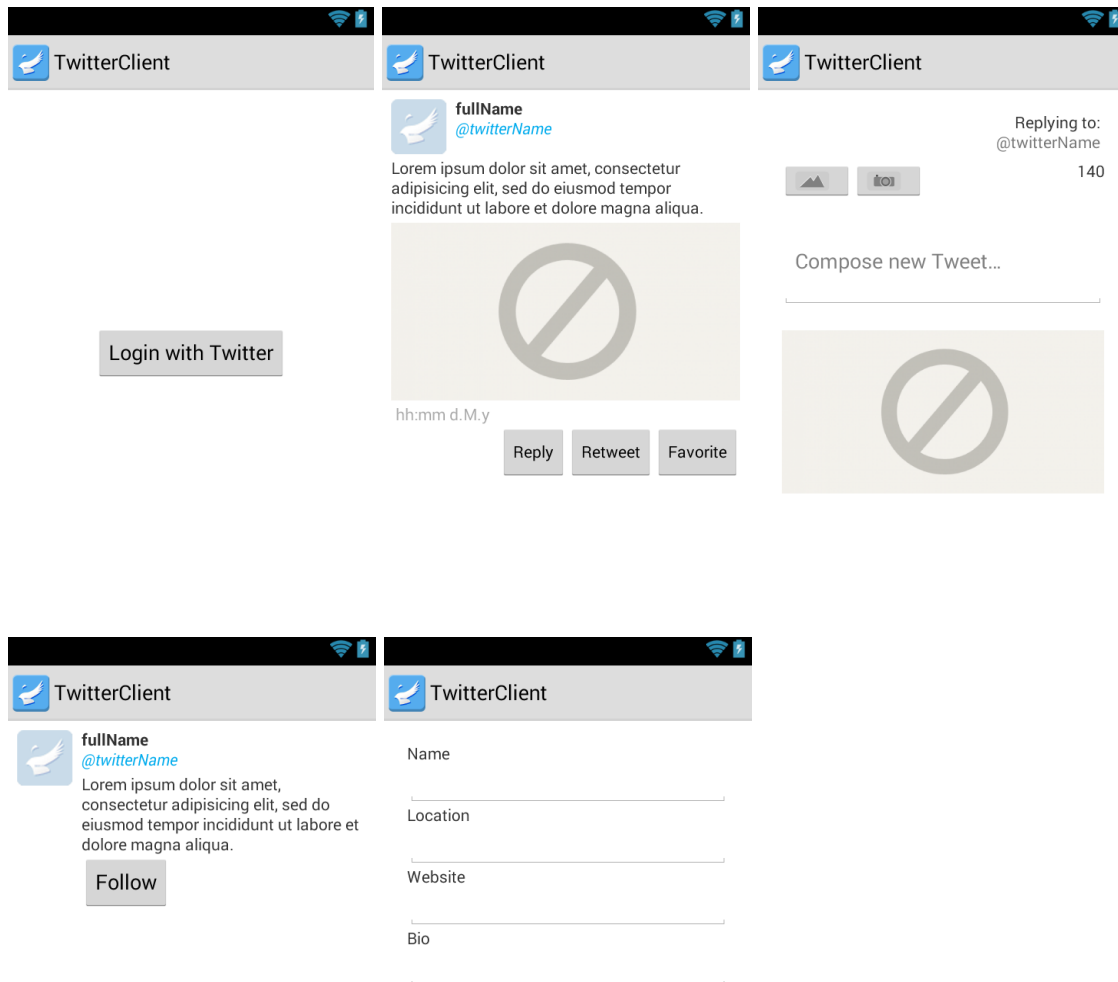 TwitterClient
Login with Twitter
TwitterClient
fullName
@twitterName
Lorem ipsum dolor sit amet, consectetur
adipisicing elit, sed do eiusmod tempor
incididunt ut labore et dolore magna aliqua.
hh:mm d.M.y
Reply Retweet Favorite
TwitterClient
Replying to:
@twitterName
140
Compose new Tweet...
TwitterClient
fullName
@twitterName
Lorem ipsum dolor sit amet,
consectetur adipisicing elit, sed do
eiusmod tempor incididunt ut labore et
dolore magna aliqua.
Follow
TwitterClient
Name
Location
Website
Bio